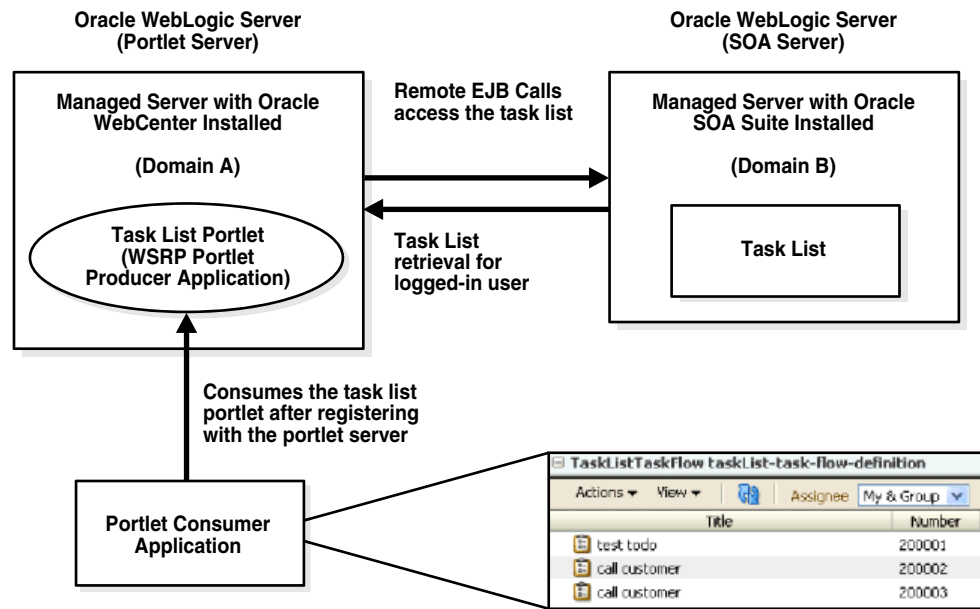 Oracle WebLogic Server
(Portlet Server)
Oracle WebLogic Server
(SOA Server)
Managed Server with Oracle
WebCenter Installed
(Domain A)
Remote EJB Calls
access the task list
Managed Server with Oracle
SOA Suite Installed
(Domain B)
Task List Portlet
(WSRP Portlet
Producer Application)
Task List
retrieval for
logged-in user
Task List
Consumes the task list
portlet after registering
with the portlet server
Portlet Consumer
Application
TaskListTaskFlow taskList-task-flow-definition
Actions View Assignee My & Group
Title Number
test todo 200001
call customer 200002
call customer 200003